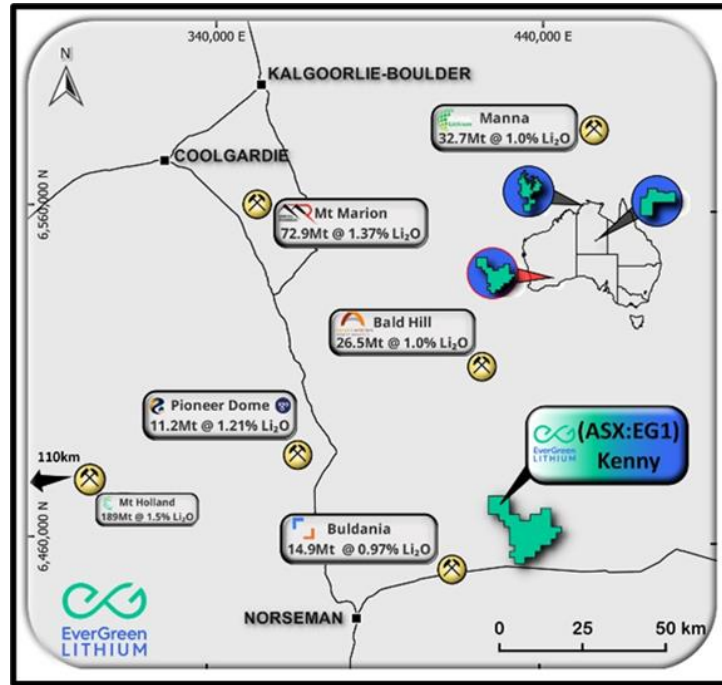 340,000 E
440,000 E
N
KALGOORLIE-BOULDER
Lithium
Manna
32.7Mt @ 1.0% Li₂O
COOLGARDIE
6,560,000 N
Mt Marion
72.9Mt @ 1.37% Li₂O
Bald Hill
26.5Mt @ 1.0% Li₂O
Pioneer Dome
11.2Mt @ 1.21% Li₂O
EverGreen
LITHIUM
(ASX:EG1)
Kenny
110km
Mt Holland
189Mt @ 1.5% Li₂O
Buldania
14.9Mt @ 0.97% Li₂O
6,460,000 N
EverGreen
LITHIUM
NORSEMAN
0 25 50 km